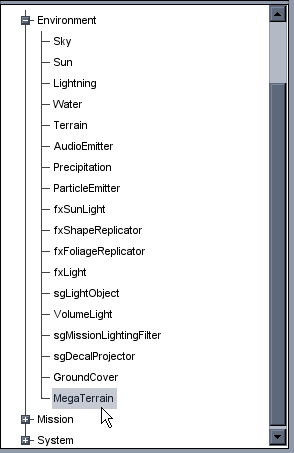 Environment
Sky
Sun
Lightning
Water
Terrain
AudioEmitter
Precipitation
ParticleEmitter
fxSunLight
fxShapeReplicator
fxFoliageReplicator
fxLight
sgLightObject
VolumeLight
sgMissionLightingFilter
sgDecalProjector
GroundCover
MegaTerrain
Mission
System